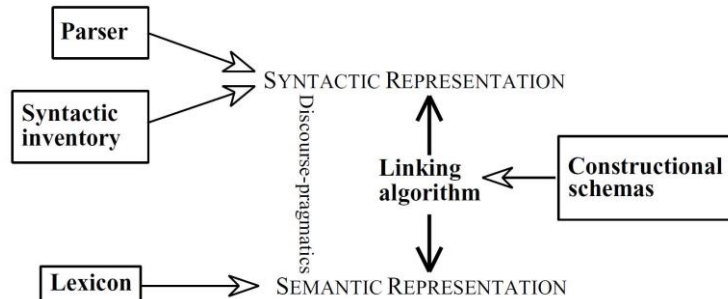 Parser
SYNTACTIC REPRESENTATION
Syntactic
inventory
Discourse-pragmatics
Linking
algorithm
Constructional
schemas
Lexicon
SEMANTIC REPRESENTATION